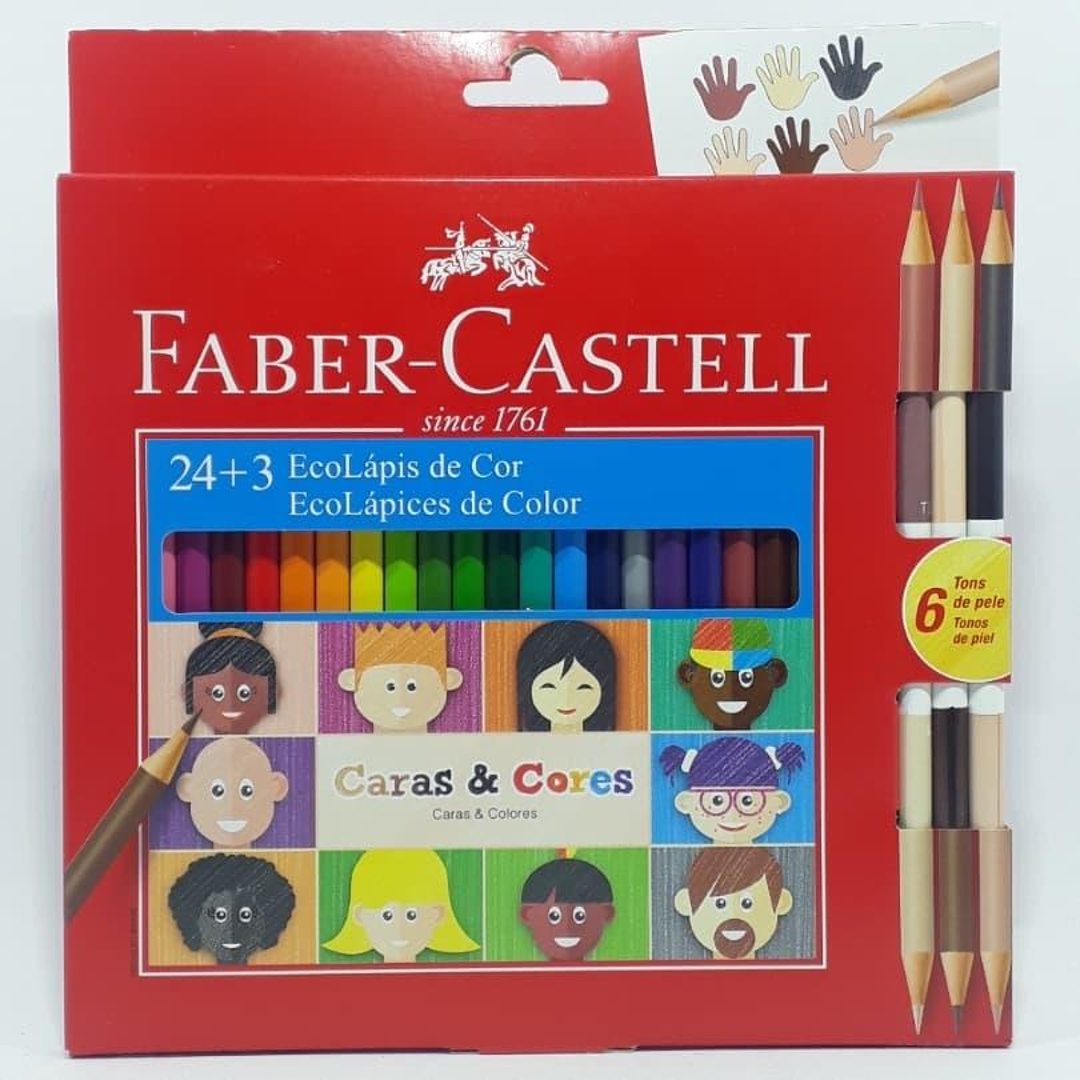 FABER-CASTELL
since 1761
24+3 EcoLápis de Cor
EcoLápices de Color
6 Tons
de pele
Tonos
de piel
Caras & Cores
Caras & Colores